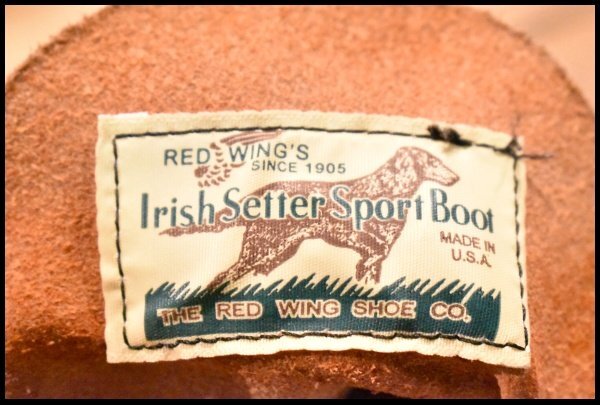 RED WING'S
SINCE 1905
Irish Setter Sport Boot
MADE IN
U.S.A.
THE RED WING SHOE CO.